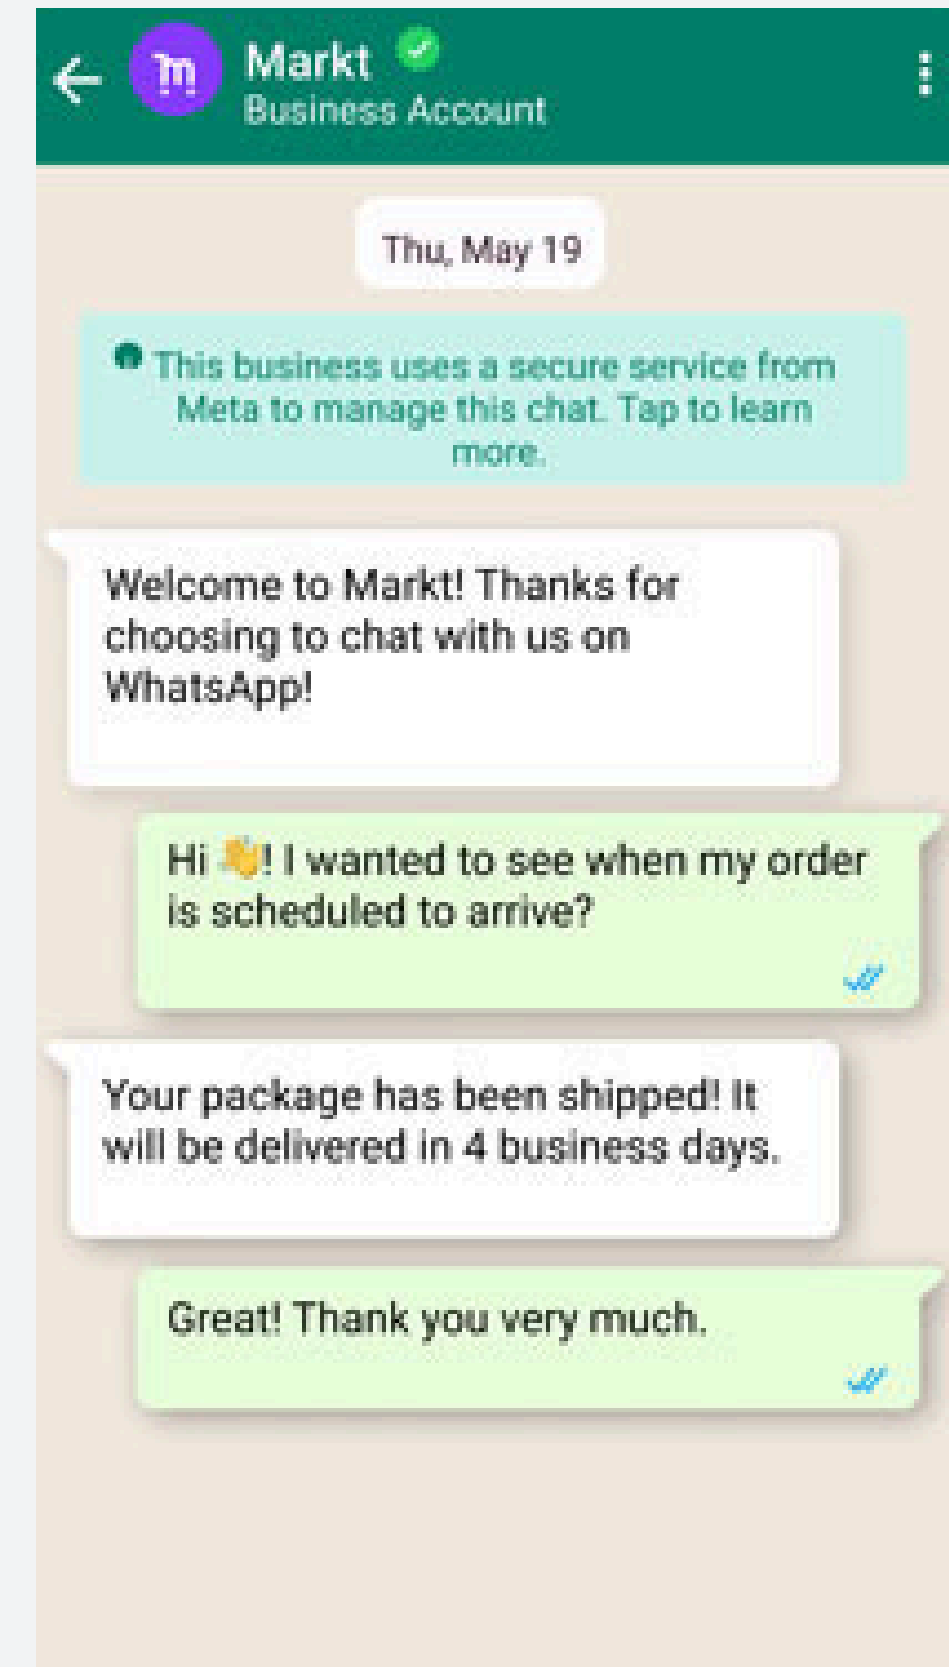 Markt
Business Account
Thu, May 19
This business uses a secure service from
Meta to manage this chat. Tap to learn
more.
Welcome to Markt! Thanks for
choosing to chat with us on
WhatsApp!
Hi 👋! I wanted to see when my order
is scheduled to arrive?
Your package has been shipped! It
will be delivered in 4 business days.
Great! Thank you very much.